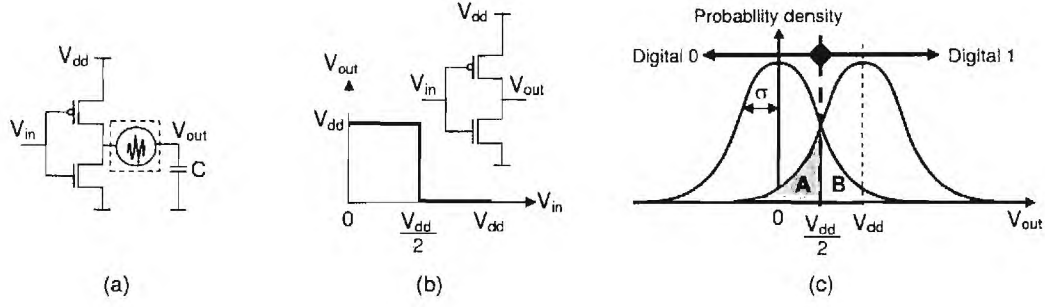 V_dd
V_in
V_out
C
(a)
V_dd
V_in
V_out
V_out
V_dd
0
V_dd/2
V_dd
V_in
(b)
Probability density
Digital 0
Digital 1
σ
A
B
0
V_dd/2
V_dd
V_out
(c)